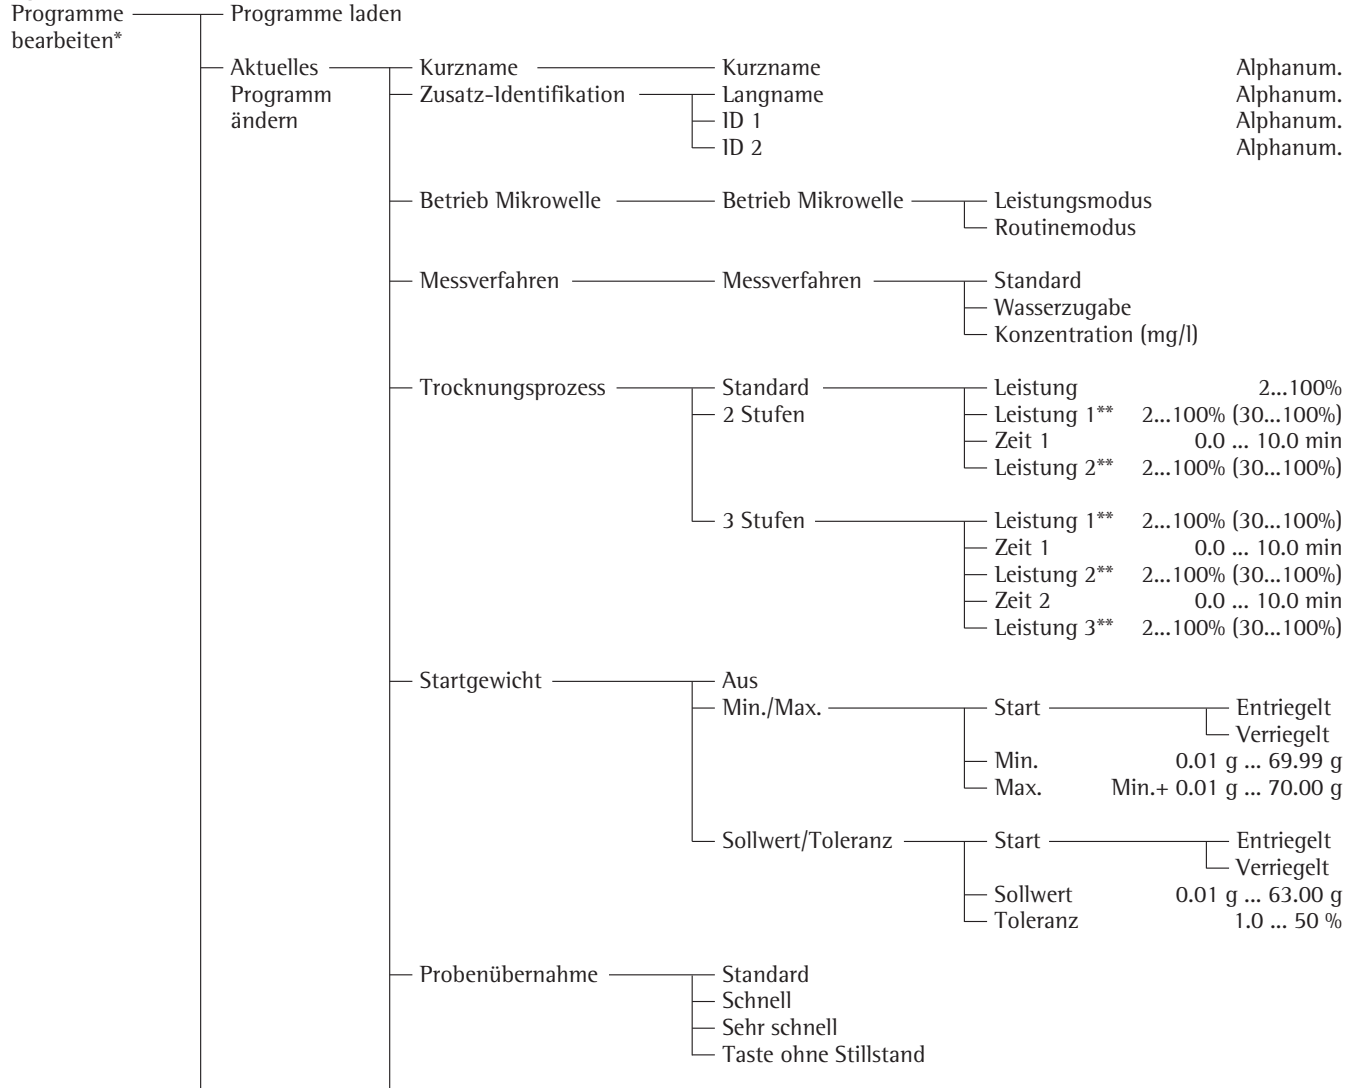 Programme Programme laden
bearbeiten*
Aktuelles Kurzname Kurzname Alphanum.
Programm Zusatz-Identifikation Langname Alphanum.
ändern ID 1 Alphanum.
ID 2 Alphanum.
Betrieb Mikrowelle Betrieb Mikrowelle Leistungsmodus
Routinemodus
Messverfahren Messverfahren Standard
Wasserzugabe
Konzentration (mg/l)
Trocknungsprozess Standard Leistung 2...100%
2 Stufen Leistung 1** 2...100% (30...100%)
Zeit 1 0.0 ... 10.0 min
Leistung 2** 2...100% (30...100%)
3 Stufen Leistung 1** 2...100% (30...100%)
Zeit 1 0.0 ... 10.0 min
Leistung 2** 2...100% (30...100%)
Zeit 2 0.0 ... 10.0 min
Leistung 3** 2...100% (30...100%)
Startgewicht Aus
Min./Max. Start Entriegelt
Verriegelt
Min. 0.01 g ... 69.99 g
Max. Min.+ 0.01 g ... 70.00 g
Sollwert/Toleranz Start Entriegelt
Verriegelt
Sollwert 0.01 g ... 63.00 g
Toleranz 1.0 ... 50 %
Probenübernahme Standard
Schnell
Sehr schnell
Taste ohne Stillstand